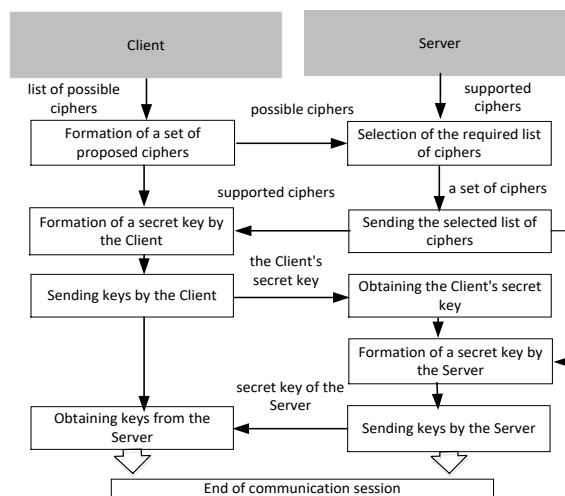 Client
Server
list of possible
ciphers
possible ciphers
supported
ciphers
Formation of a set of
proposed ciphers
Selection of the required list
of ciphers
supported ciphers
a set of ciphers
Formation of a secret key by
the Client
Sending the selected list of
ciphers
the Client's
secret key
Sending keys by the Client
Obtaining the Client's secret
key
Formation of a secret key by
the Server
secret key of the
Server
Obtaining keys from the
Server
Sending keys by the Server
End of communication session